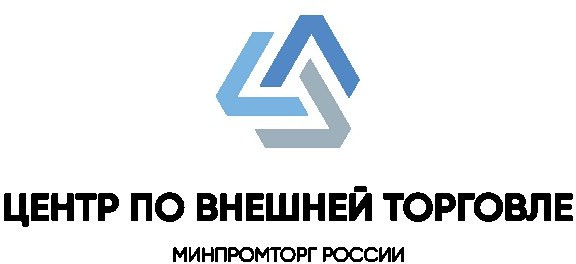 ЦЕНТР ПО ВНЕШНЕЙ ТОРГОВЛЕ
МИНПРОМТОРГ РОССИИ